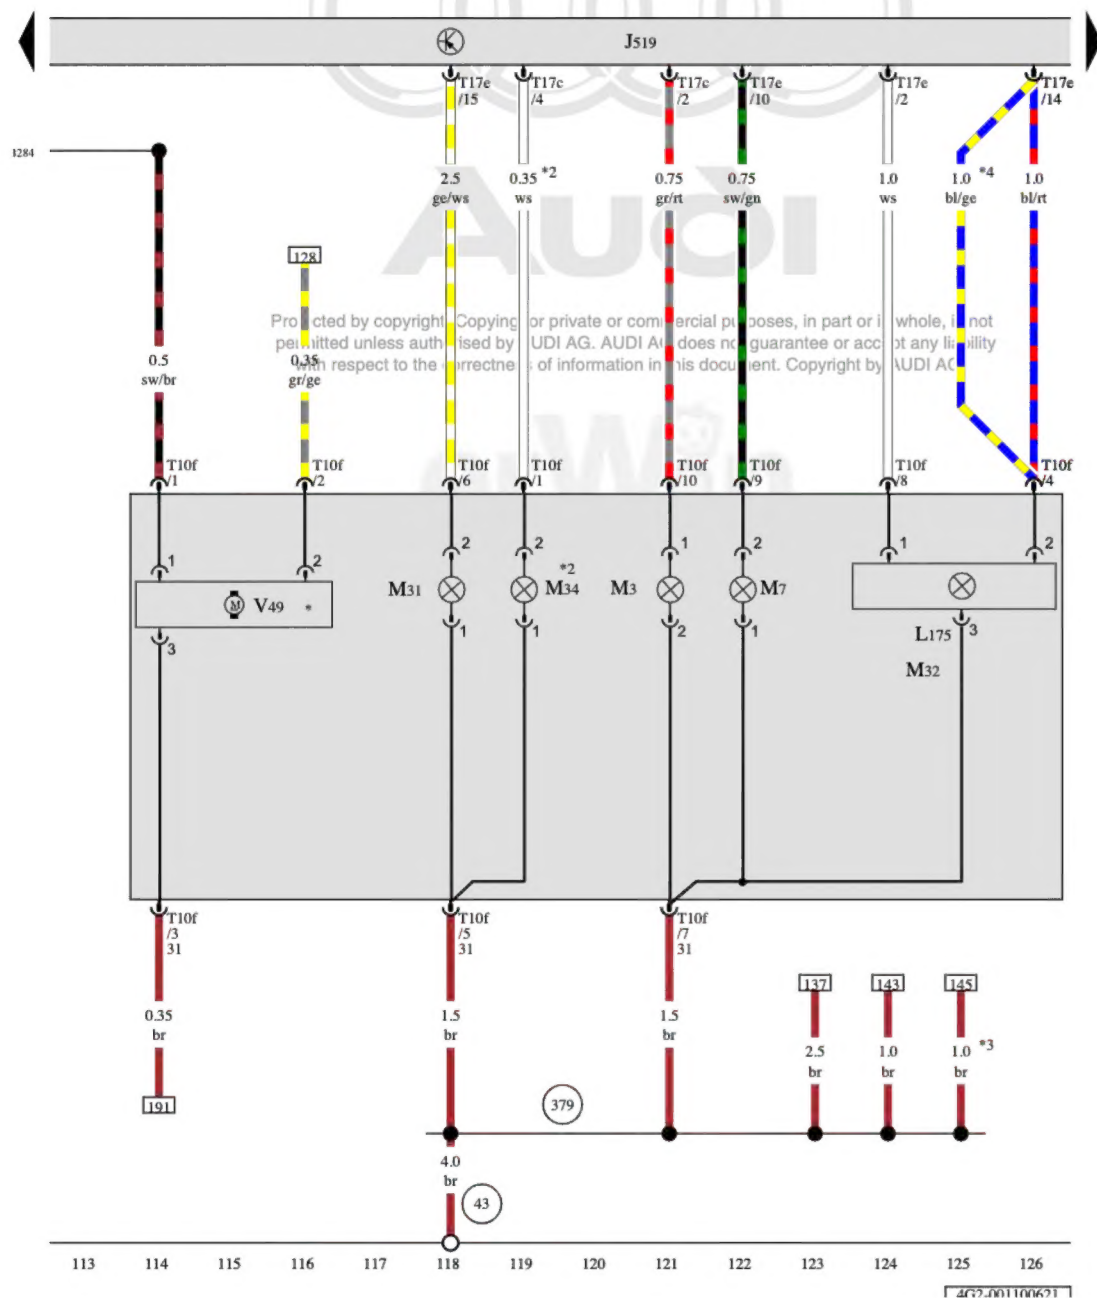 J519
T17e /15
T17c /4
T17c /2
T17e /10
T17e /2
T17e /14
Audi
2.5 ge/ws
0.35 *2 ws
0.75 gr/rt
0.75 sw/gn
1.0 ws
1.0 *4 bl/ge
1.0 bl/rt
128
0.5 sw/br
0.35 gr/ge
T10f /1
T10f /2
T10f /6
T10f /1
T10f /10
T10f /9
T10f /8
T10f /4
1
2
2
2
1
2
1
2
V49 *
M31
M34 *2
M3
M7
3
1
1
2
1
L175
3
M32
T10f /3 31
T10f /5 31
T10f /7 31
137
143
145
0.35 br
1.5 br
1.5 br
2.5 br
1.0 br
1.0 *3 br
191
379
4.0 br
43
113 114 115 116 117 118 119 120 121 122 123 124 125 126
4G2-001100621